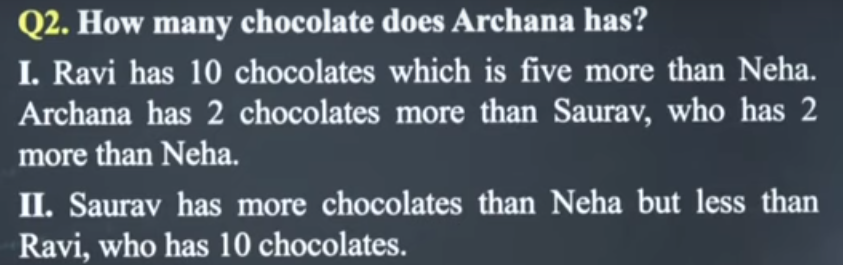 Q2. How many chocolate does Archana has?
I. Ravi has 10 chocolates which is five more than Neha.
Archana has 2 chocolates more than Saurav, who has 2
more than Neha.
II. Saurav has more chocolates than Neha but less than
Ravi, who has 10 chocolates.